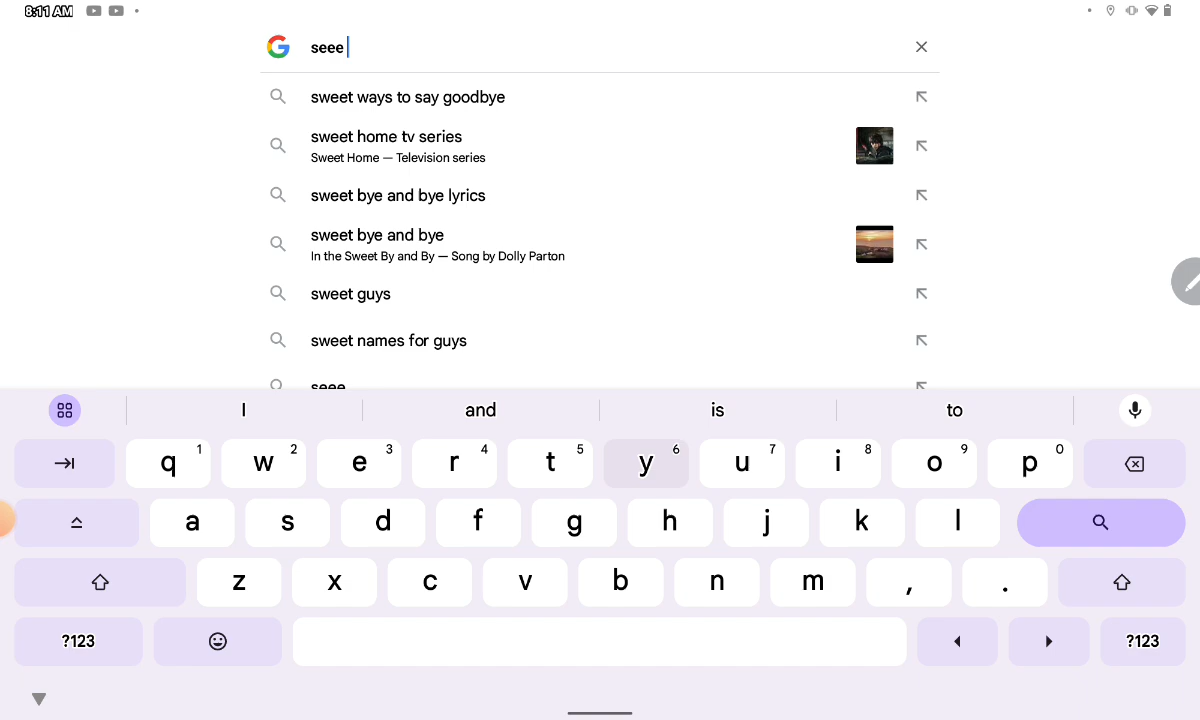 8:11 AM
seee
sweet ways to say goodbye
sweet home tv series
Sweet Home — Television series
sweet bye and bye lyrics
sweet bye and bye
In the Sweet By and By — Song by Dolly Parton
sweet guys
sweet names for guys
seee
I and is to
q 1 w 2 e 3 r 4 t 5 y 6 u 7 i 8 o 9 p 0
a s d f g h j k l
z x c v b n m , .
?123 ?123